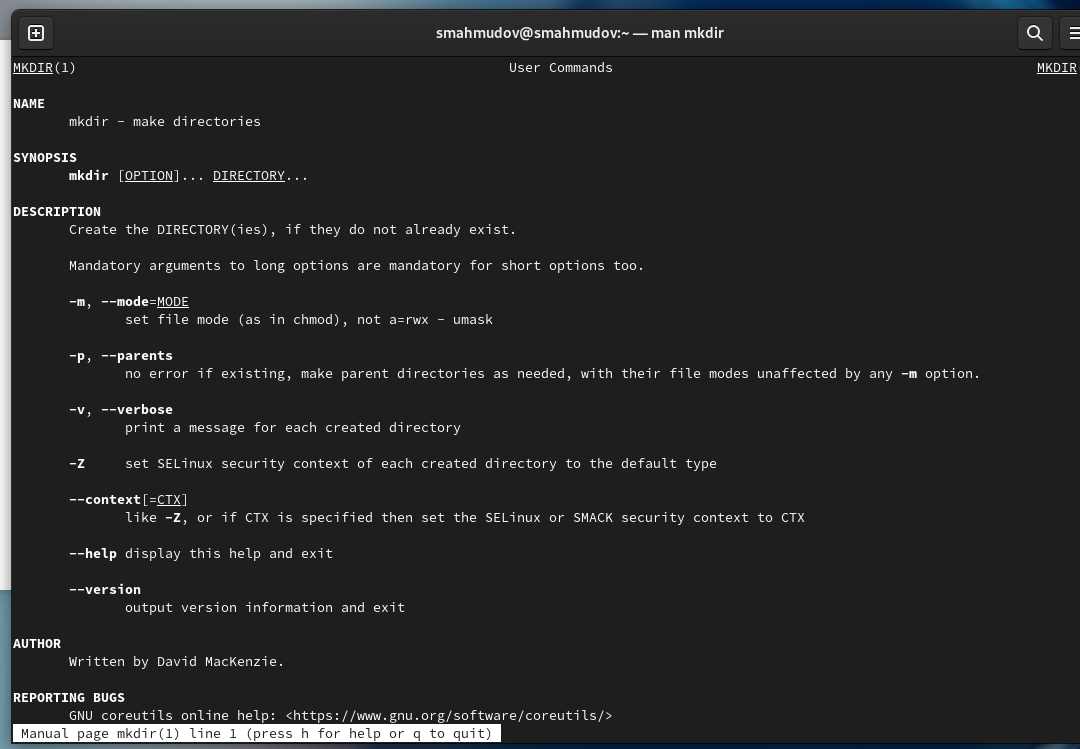 smahmudov@smahmudov:~ — man mkdir
MKDIR(1) User Commands MKDIR
NAME
mkdir - make directories
SYNOPSIS
mkdir [OPTION]... DIRECTORY...
DESCRIPTION
Create the DIRECTORY(ies), if they do not already exist.
Mandatory arguments to long options are mandatory for short options too.
-m, --mode=MODE
set file mode (as in chmod), not a=rwx - umask
-p, --parents
no error if existing, make parent directories as needed, with their file modes unaffected by any -m option.
-v, --verbose
print a message for each created directory
-Z set SELinux security context of each created directory to the default type
--context[=CTX]
like -Z, or if CTX is specified then set the SELinux or SMACK security context to CTX
--help display this help and exit
--version
output version information and exit
AUTHOR
Written by David MacKenzie.
REPORTING BUGS
GNU coreutils online help: <https://www.gnu.org/software/coreutils/>
Manual page mkdir(1) line 1 (press h for help or q to quit)